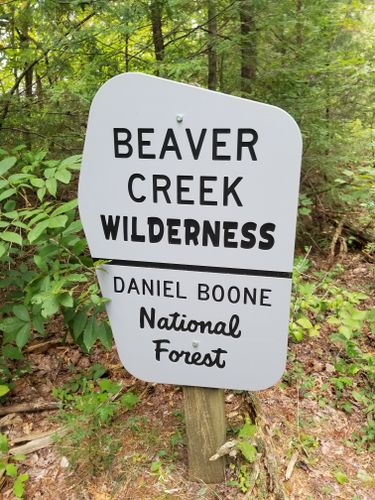 BEAVER
CREEK
WILDERNESS
DANIEL BOONE
National
Forest